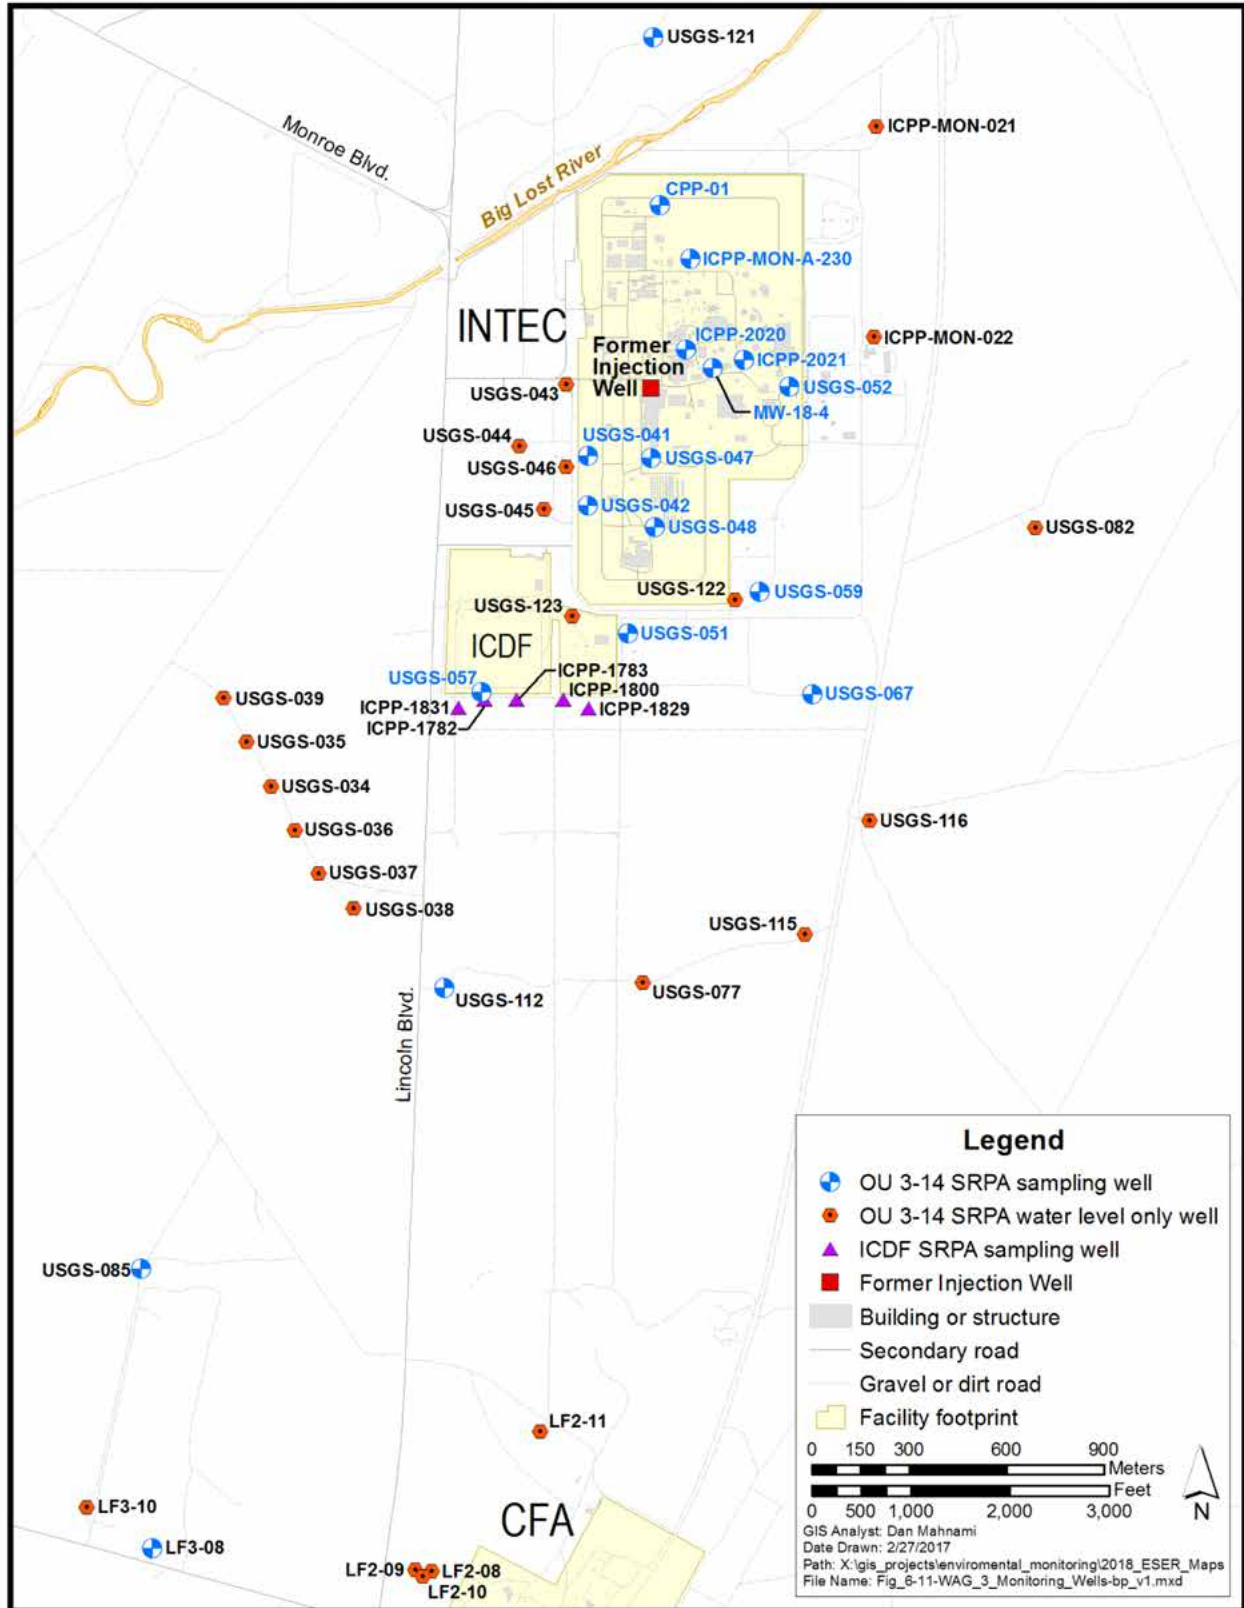 USGS-121
ICPP-MON-021
Monroe Blvd.
Big Lost River
CPP-01
ICPP-MON-A-230
INTEC
ICPP-2020
ICPP-MON-022
Former
Injection
Well
ICPP-2021
USGS-043
USGS-052
MW-18-4
USGS-044
USGS-041
USGS-046
USGS-047
USGS-045
USGS-042
USGS-048
USGS-082
USGS-122
USGS-059
USGS-123
USGS-051
ICDF
ICPP-1783
USGS-057
ICPP-1800
USGS-067
USGS-039
ICPP-1831
ICPP-1829
ICPP-1782
USGS-035
USGS-034
USGS-036
USGS-116
USGS-037
USGS-038
USGS-115
USGS-077
USGS-112
Lincoln Blvd.
USGS-085
LF2-11
LF3-10
CFA
LF3-08
LF2-09
LF2-08
LF2-10
Legend
OU 3-14 SRPA sampling well
OU 3-14 SRPA water level only well
ICDF SRPA sampling well
Former Injection Well
Building or structure
Secondary road
Gravel or dirt road
Facility footprint
0 150 300 600 900
Meters
Feet
0 500 1,000 2,000 3,000
N
GIS Analyst: Dan Mahnami
Date Drawn: 2/27/2017
Path: X:\gis_projects\enviromental_monitoring\2018_ESER_Maps
File Name: Fig_6-11-WAG_3_Monitoring_Wells-bp_v1.mxd